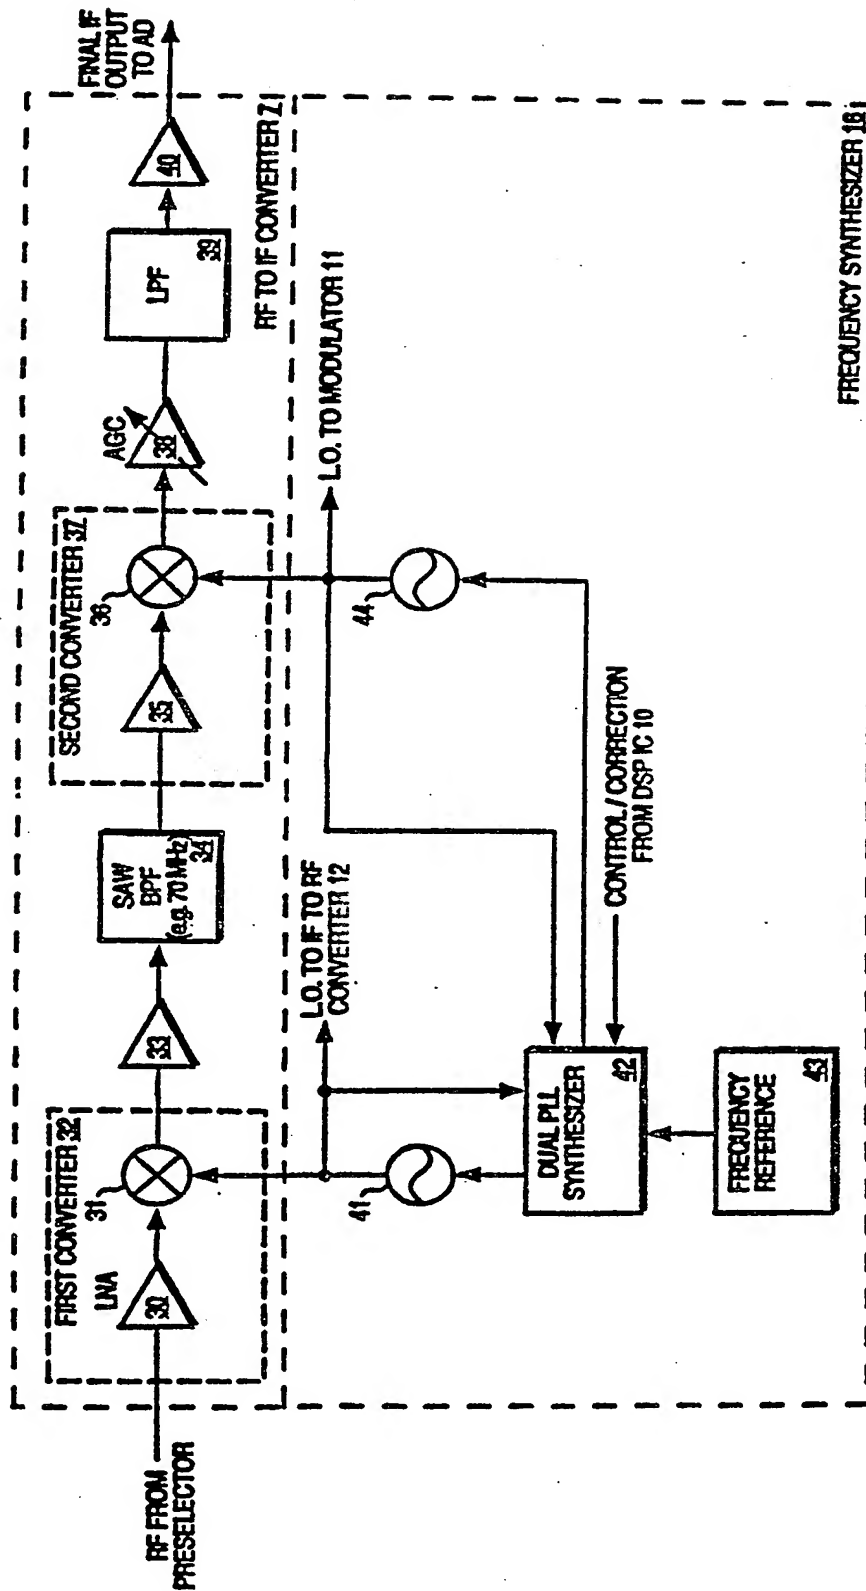 RF FROM
PRESELECTOR
FIRST CONVERTER 32
LNA
30
31
33
SAW
BPF
(e.g. 70 MHz)
34
SECOND CONVERTER 37
35
36
AGC
38
LPF
39
40
FINAL IF
OUTPUT
TO AD
RF TO IF CONVERTER 7
L.O. TO IF TO RF
CONVERTER 12
L.O. TO MODULATOR 11
41
44
DUAL PLL
SYNTHESIZER
42
CONTROL / CORRECTION
FROM DSP IC 10
FREQUENCY
REFERENCE
43
FREQUENCY SYNTHESIZER 16